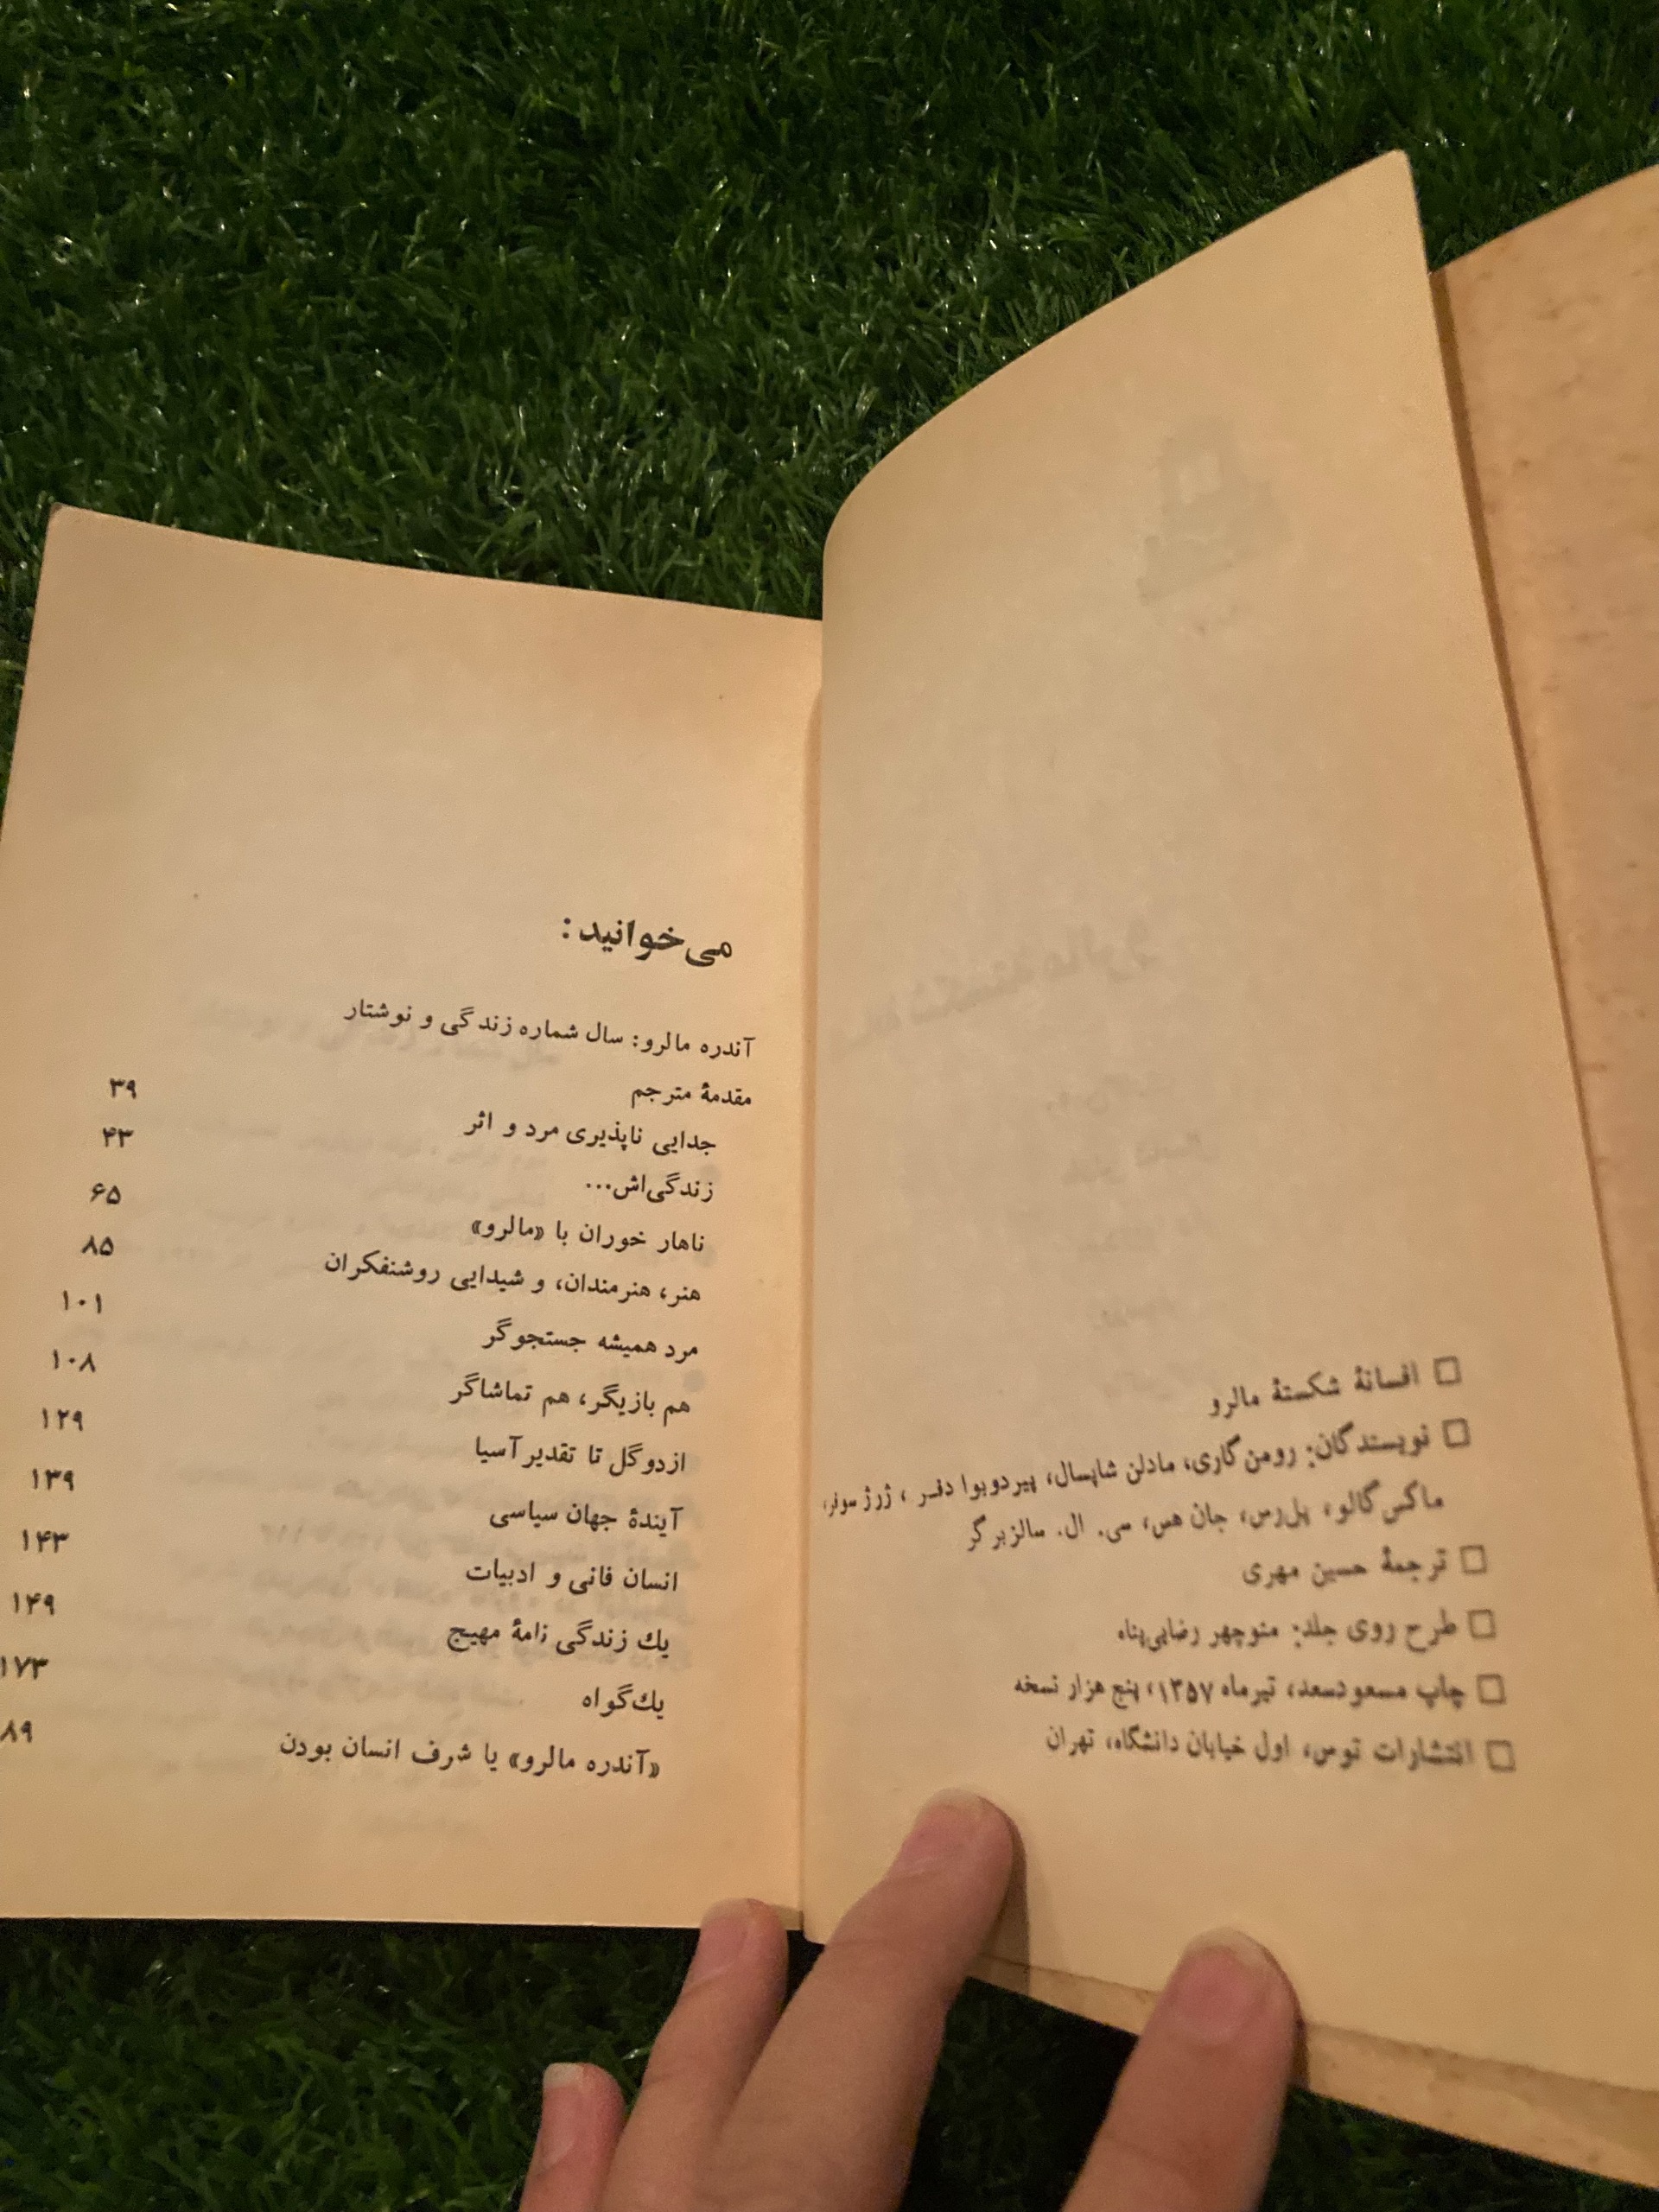 افسانهٔ شکستهٔ مالرو
نویسندگان: رومن گاری، مادلن شاپسال، پیردوبوا دفر، ژرژ سوفر،
ماکس گالو، پل‌رس، جان هس، سی. ال. سالزبرگر
ترجمهٔ حسین مهری
طرح روی جلد: منوچهر رضایی‌پناه
چاپ مسعودسعد، تیرماه ۱۳۵۷، پنج هزار نسخه
انتشارات توس، اول خیابان دانشگاه، تهران
می‌خوانید:
آندره مالرو: سال شماره زندگی و نوشتار
مقدمهٔ مترجم ۳۹
جدایی ناپذیری مرد و اثر ۴۳
زندگی‌اش... ۶۵
ناهار خوران با «مالرو» ۸۵
هنر، هنرمندان، و شیدایی روشنفکران ۱۰۱
مرد همیشه جستجوگر ۱۰۸
هم بازیگر، هم تماشاگر ۱۲۹
ازدوگل تا تقدیر آسیا ۱۳۹
آیندهٔ جهان سیاسی ۱۴۳
انسان فانی و ادبیات ۱۴۹
یك زندگی نامهٔ مهیج ۱۷۳
یك‌گواه ۸۹
«آندره مالرو» یا شرف انسان بودن